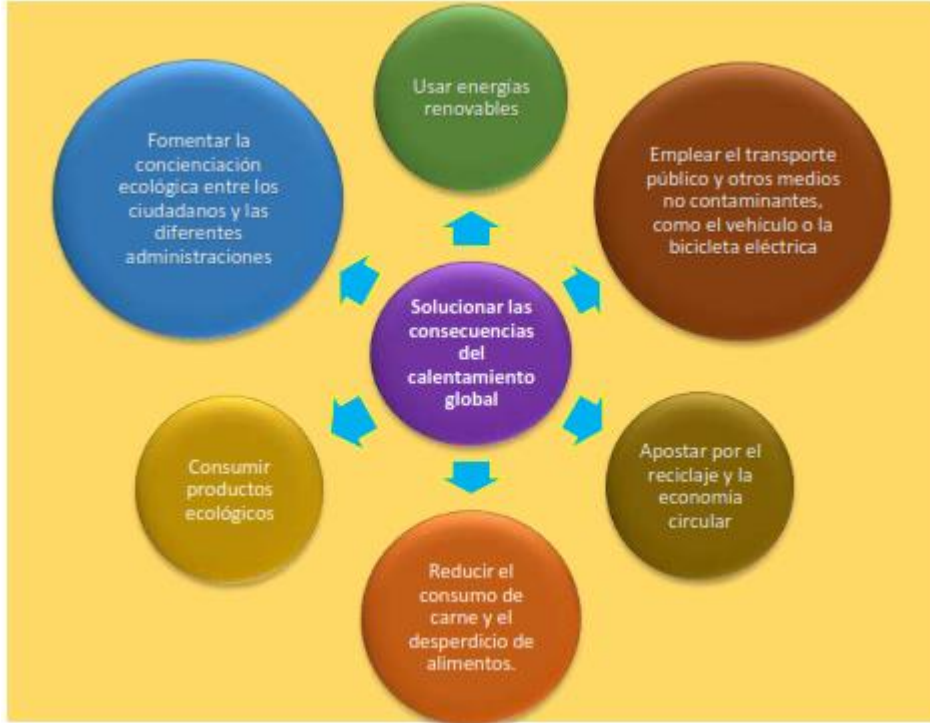 Usar energías
renovables
Fomentar la
concienciación
ecológica entre los
ciudadanos y las
diferentes
administraciones
Emplear el transporte
público y otros medios
no contaminantes,
como el vehículo o la
bicicleta eléctrica
Solucionar las
consecuencias
del
calentamiento
global
Consumir
productos
ecológicos
Apostar por el
reciclaje y la
economía
circular
Reducir el
consumo de
carne y el
desperdicio de
alimentos.